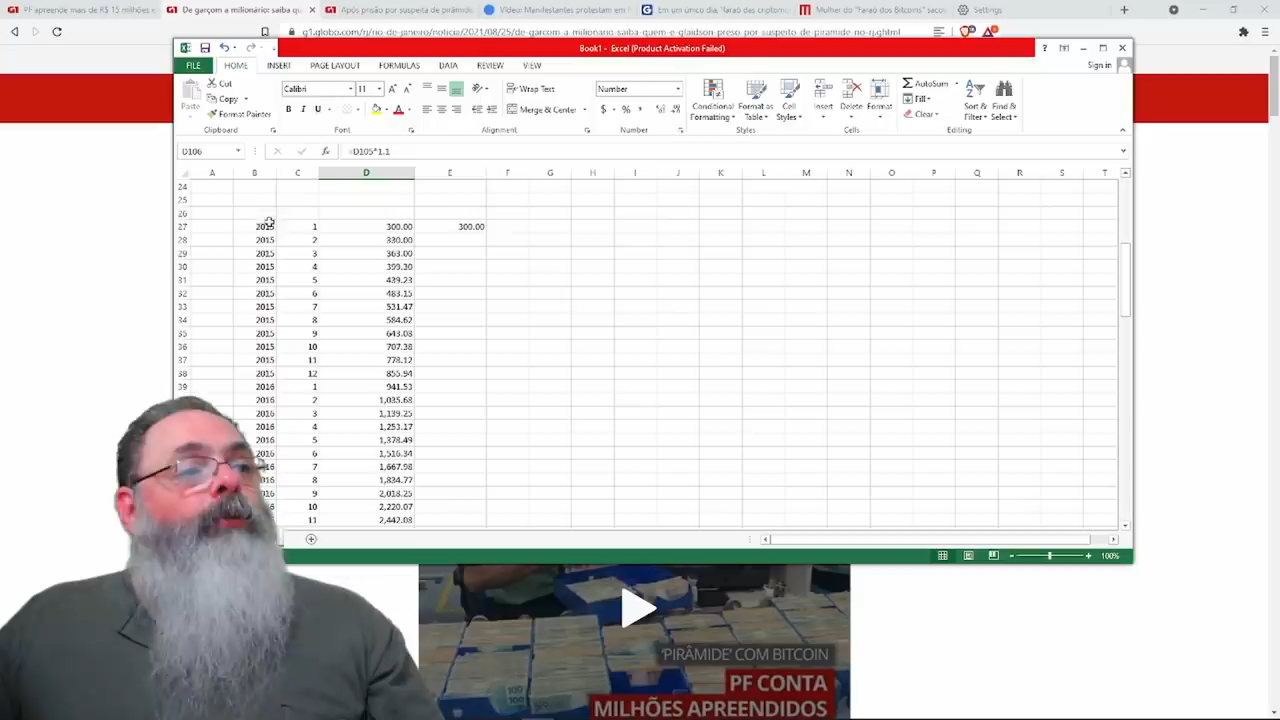 PF apreende mais de R$ 15 milhões e
De garçom a milionário: saiba qu
Após prisão por suspeita de pirâmide
Vídeo! Manifestantes protestam em
Em um único dia, 'faraó das criptomo
Mulher do "Faraó dos Bitcoins" sacou
Settings
g1.globo.com/rj/rio-de-janeiro/noticia/2021/08/25/de-garcom-a-milionario-saiba-quem-e-glaidson-preso-por-suspeito-de-piramide-no-rj.ghtml
Book1 - Excel (Product Activation Failed)
FILE HOME INSERT PAGE LAYOUT FORMULAS DATA REVIEW VIEW Sign in
Paste Cut Copy Format Painter
Calibri 11
B I U
Wrap Text
Merge & Center
Number
$ %
Conditional Formatting
Format as Table
Cell Styles
Insert Delete Format
AutoSum
Fill
Clear
Sort & Filter
Find & Select
Clipboard Font Alignment Number Styles Cells Editing
D106 fx =D105*1.1
A B C D E F G H I J K L M N O P Q R S T
24
25
26
27 2015 1 300.00 300.00
28 2015 2 330.00
29 2015 3 363.00
30 2015 4 399.30
31 2015 5 439.23
32 2015 6 483.15
33 2015 7 531.47
34 2015 8 584.62
35 2015 9 643.08
36 2015 10 707.38
37 2015 11 778.12
38 2015 12 855.94
39 2016 1 941.53
2016 2 1,035.68
2016 3 1,139.25
2016 4 1,253.17
2016 5 1,378.49
2016 6 1,516.34
16 7 1,667.98
16 8 1,834.77
16 9 2,018.25
16 10 2,220.07
11 2,442.08
100%
'PIRÂMIDE' COM BITCOIN
PF CONTA
MILHÕES APREENDIDOS